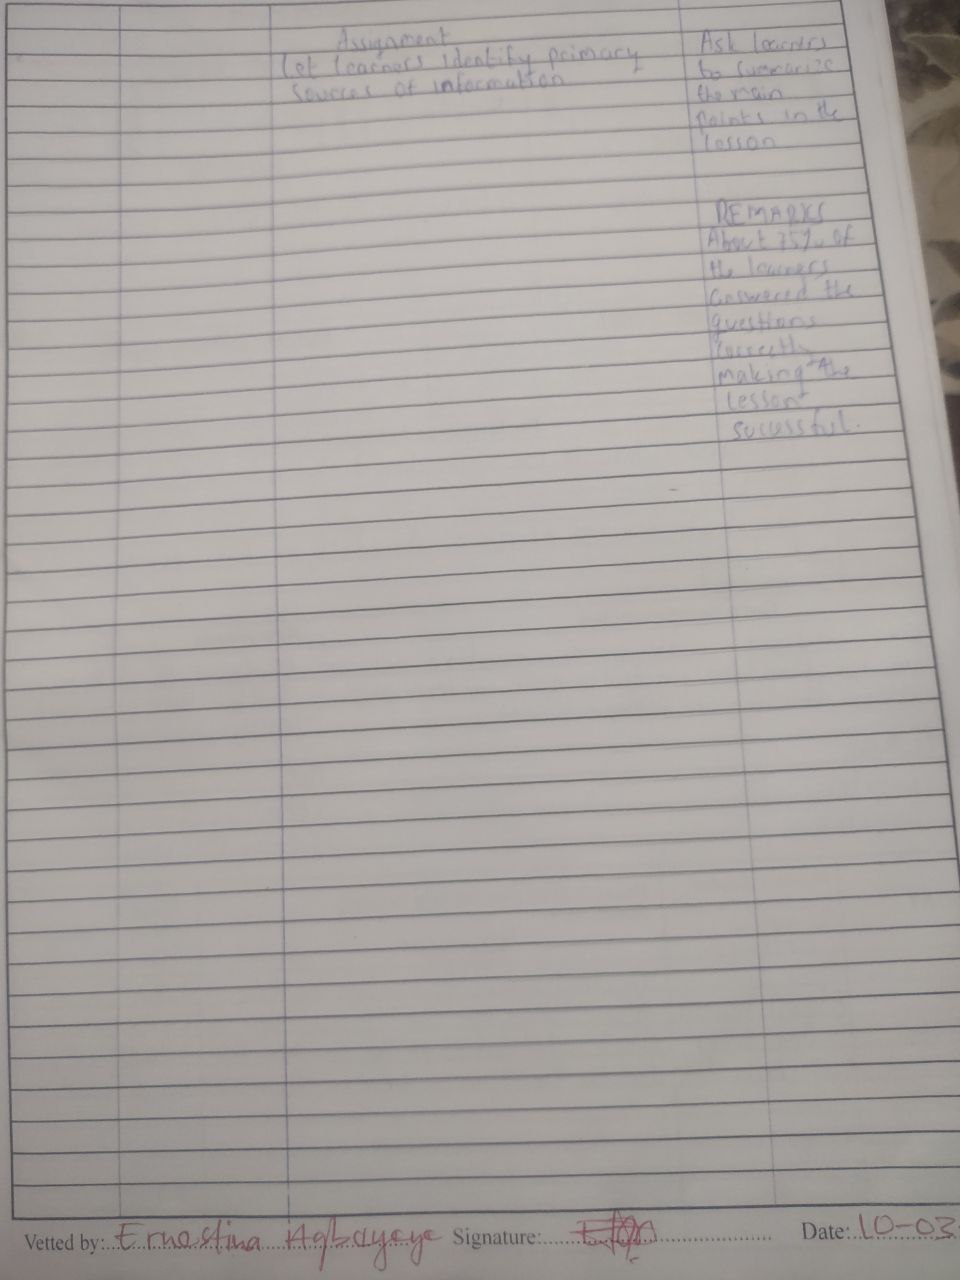 Assignment
Let learners identify primary
sources of information
Ask learners
to summarize
the main
points in the
lesson
REMARKS
About 75% of
the learners
answered the
questions
correctly
making the
lesson
sucessful.
Vetted by: Ernestina Agbayeye Signature: Date: 10-03